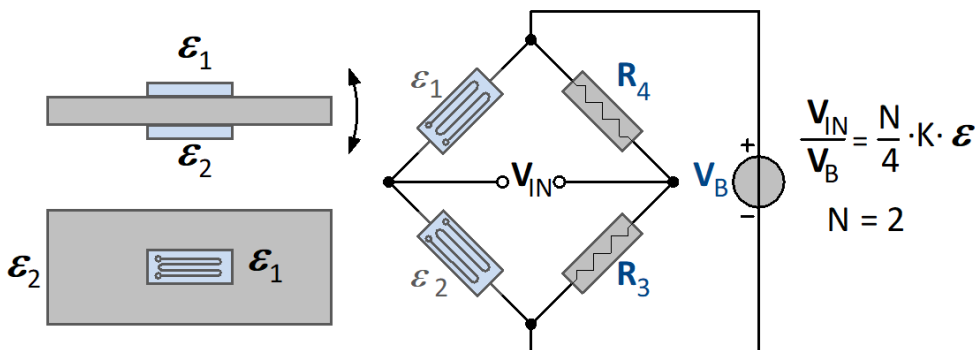 ε1
ε2
ε2
ε1
ε1
R4
VIN
VB
+
−
ε2
R3
VIN/VB = N/4 ·K· ε
N = 2